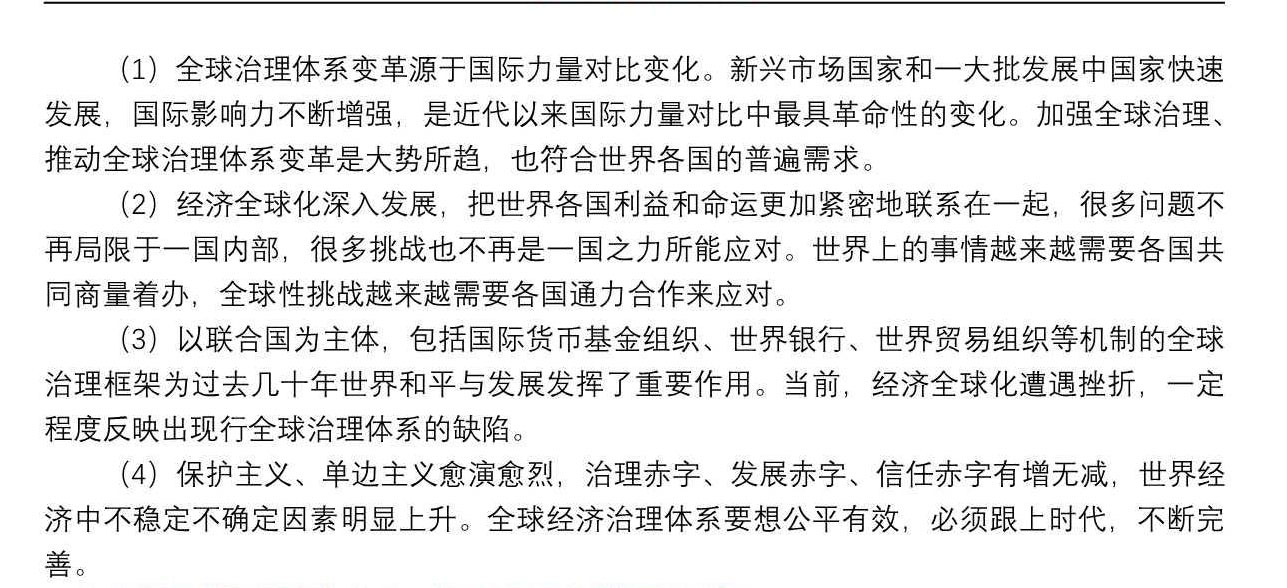 （1）全球治理体系变革源于国际力量对比变化。新兴市场国家和一大批发展中国家快速
发展，国际影响力不断增强，是近代以来国际力量对比中最具革命性的变化。加强全球治理、
推动全球治理体系变革是大势所趋，也符合世界各国的普遍需求。
（2）经济全球化深入发展，把世界各国利益和命运更加紧密地联系在一起，很多问题不
再局限于一国内部，很多挑战也不再是一国之力所能应对。世界上的事情越来越需要各国共
同商量着办，全球性挑战越来越需要各国通力合作来应对。
（3）以联合国为主体，包括国际货币基金组织、世界银行、世界贸易组织等机制的全球
治理框架为过去几十年世界和平与发展发挥了重要作用。当前，经济全球化遭遇挫折，一定
程度反映出现行全球治理体系的缺陷。
（4）保护主义、单边主义愈演愈烈，治理赤字、发展赤字、信任赤字有增无减，世界经
济中不稳定不确定因素明显上升。全球经济治理体系要想公平有效，必须跟上时代，不断完
善。